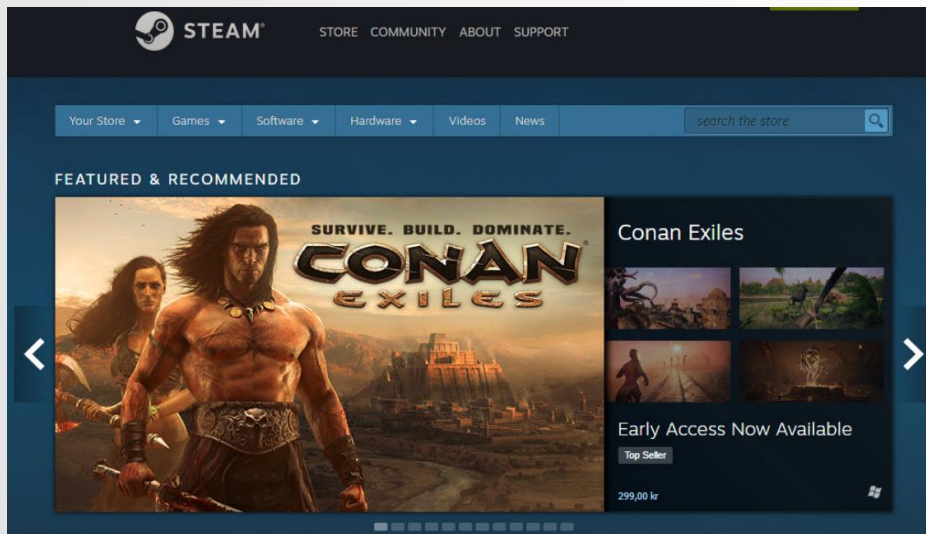 STEAM®
STORE COMMUNITY ABOUT SUPPORT
Your Store Games Software Hardware Videos News search the store
FEATURED & RECOMMENDED
SURVIVE. BUILD. DOMINATE.
CONAN
EXILES
Conan Exiles
Early Access Now Available
Top Seller
299,00 kr